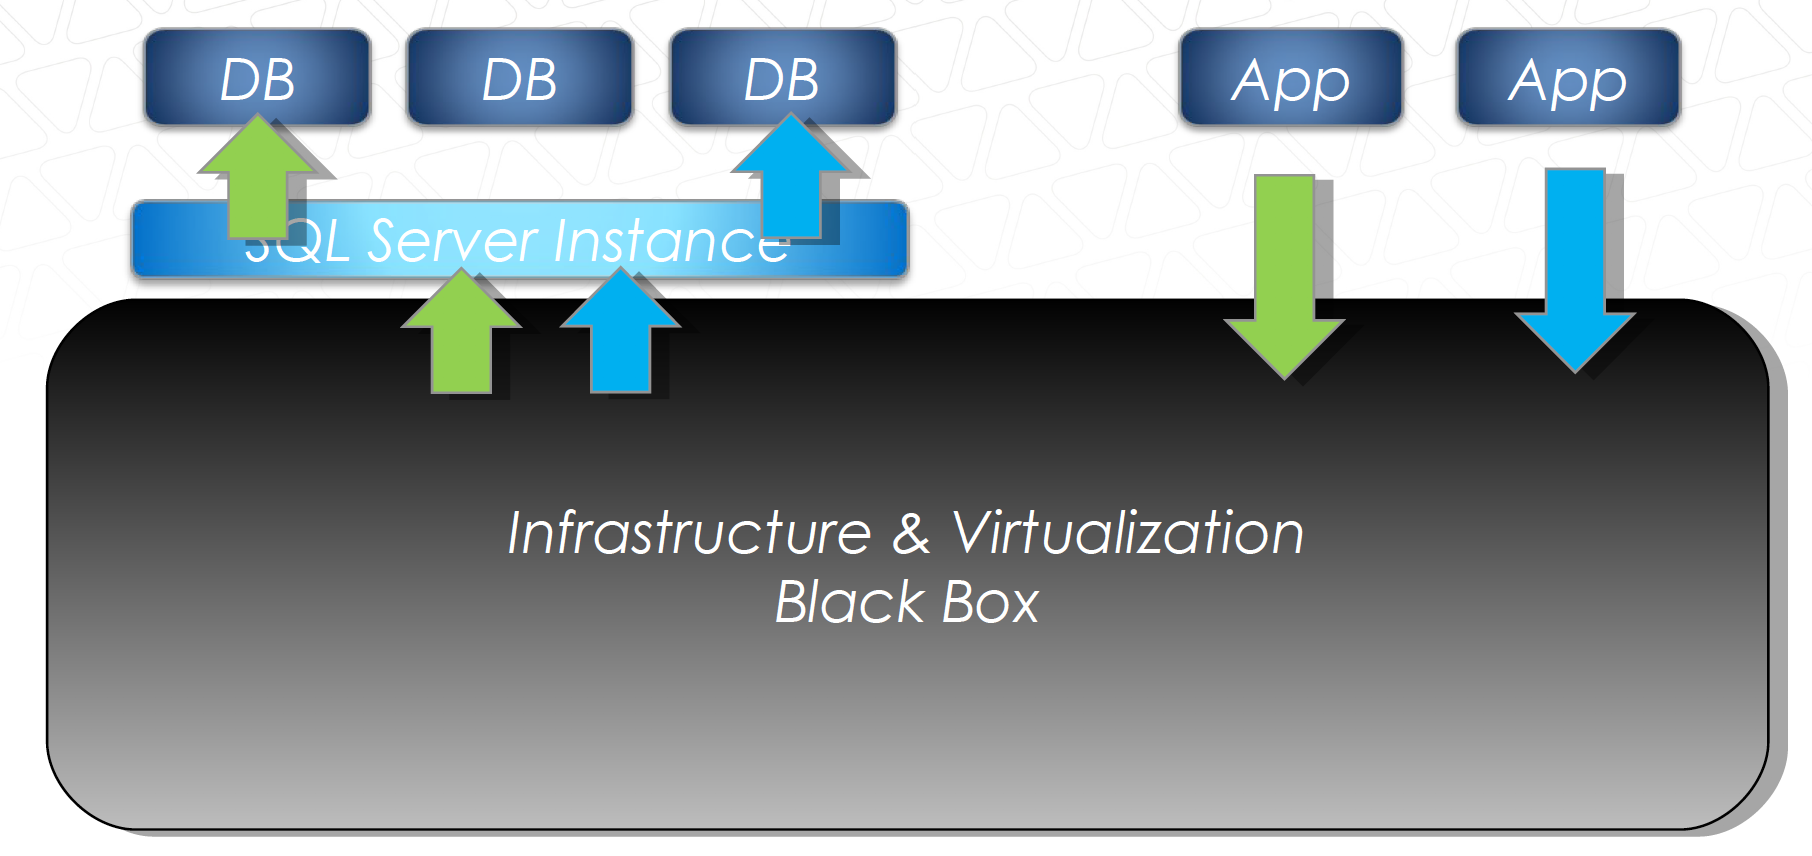 DB
DB
DB
App
App
SQL Server Instance
Infrastructure & Virtualization
Black Box